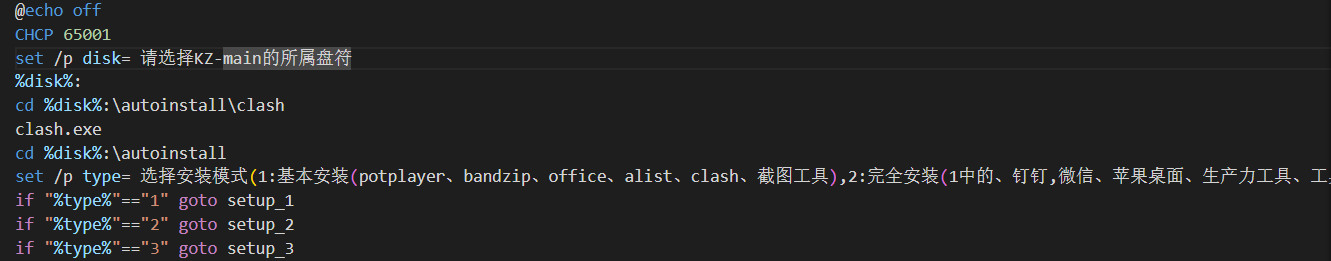 @echo off
CHCP 65001
set /p disk= 请选择KZ-main的所属盘符
%disk%:
cd %disk%:\autoinstall\clash
clash.exe
cd %disk%:\autoinstall
set /p type= 选择安装模式(1:基本安装(potplayer、bandzip、office、alist、clash、截图工具),2:完全安装(1中的、钉钉,微信、苹果桌面、生产力工具、工
if "%type%"=="1" goto setup_1
if "%type%"=="2" goto setup_2
if "%type%"=="3" goto setup_3